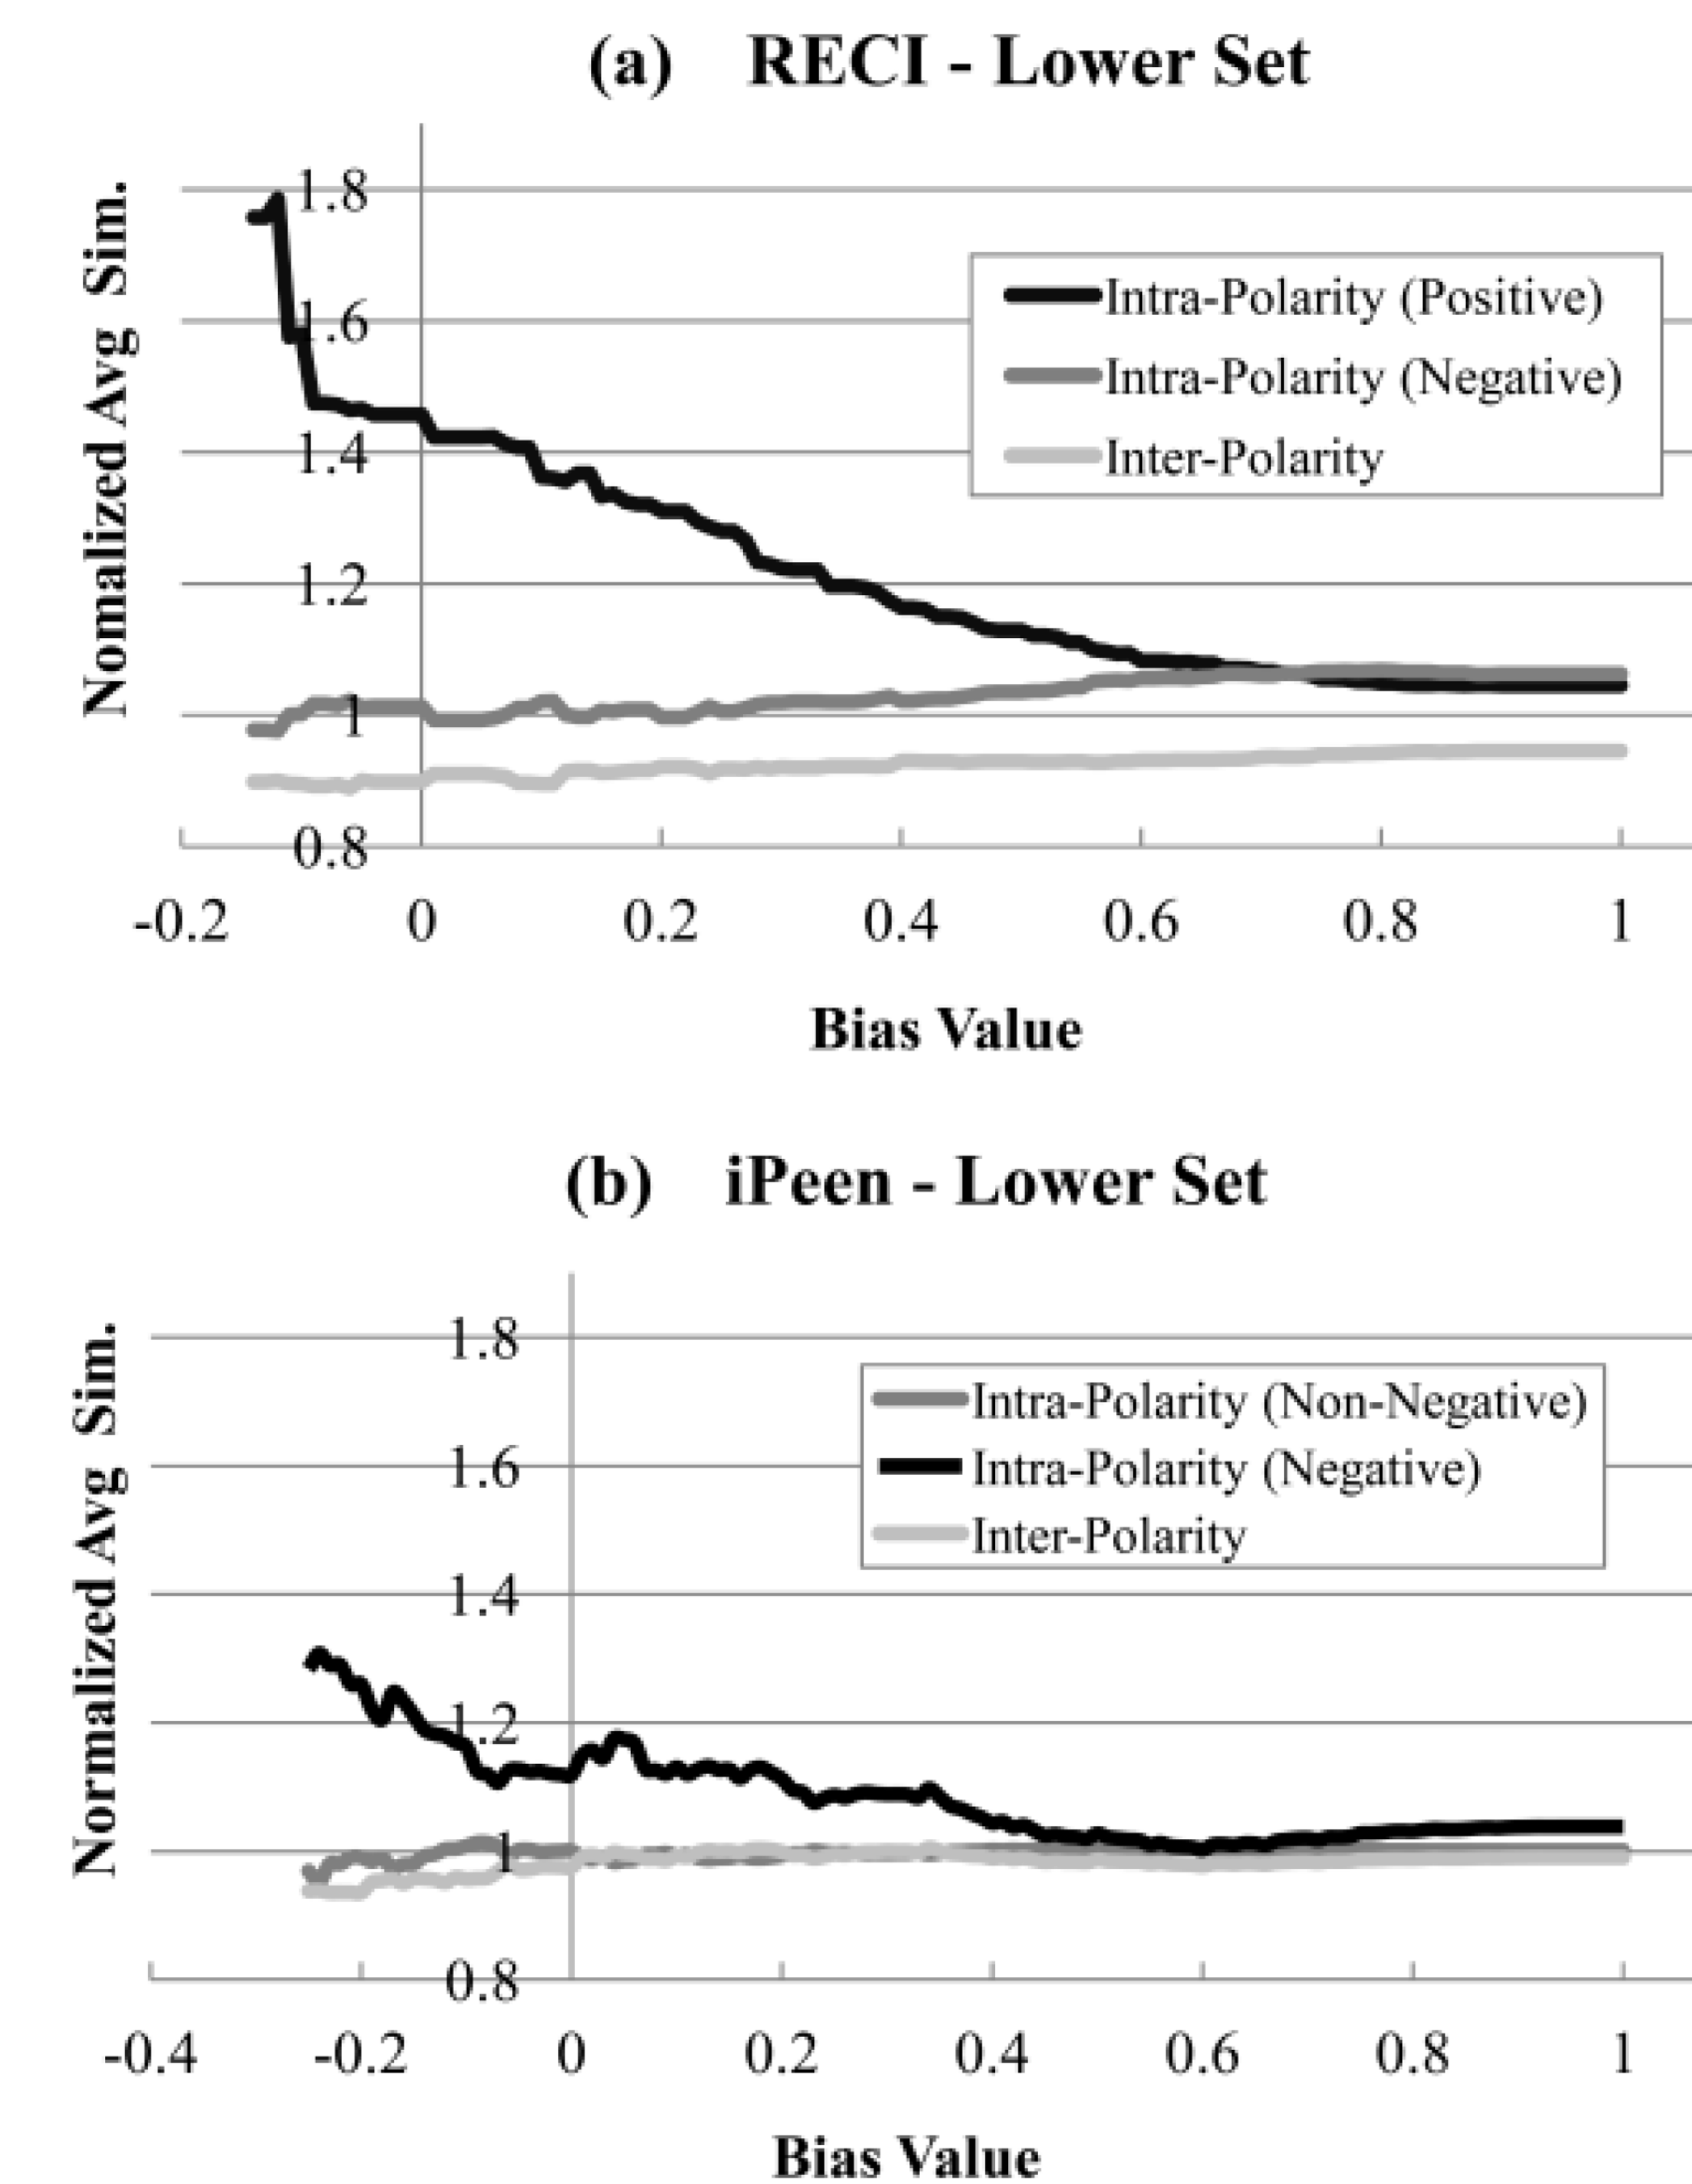 (a) RECI - Lower Set
Nomalized Avg Sim.
1.8
1.6
1.4
1.2
1
0.8
Intra-Polarity (Positive)
Intra-Polarity (Negative)
Inter-Polarity
-0.2 0 0.2 0.4 0.6 0.8 1
Bias Value
(b) iPeen - Lower Set
Normalized Avg Sim.
1.8
1.6
1.4
1.2
1
0.8
Intra-Polarity (Non-Negative)
Intra-Polarity (Negative)
Inter-Polarity
-0.4 -0.2 0 0.2 0.4 0.6 0.8 1
Bias Value